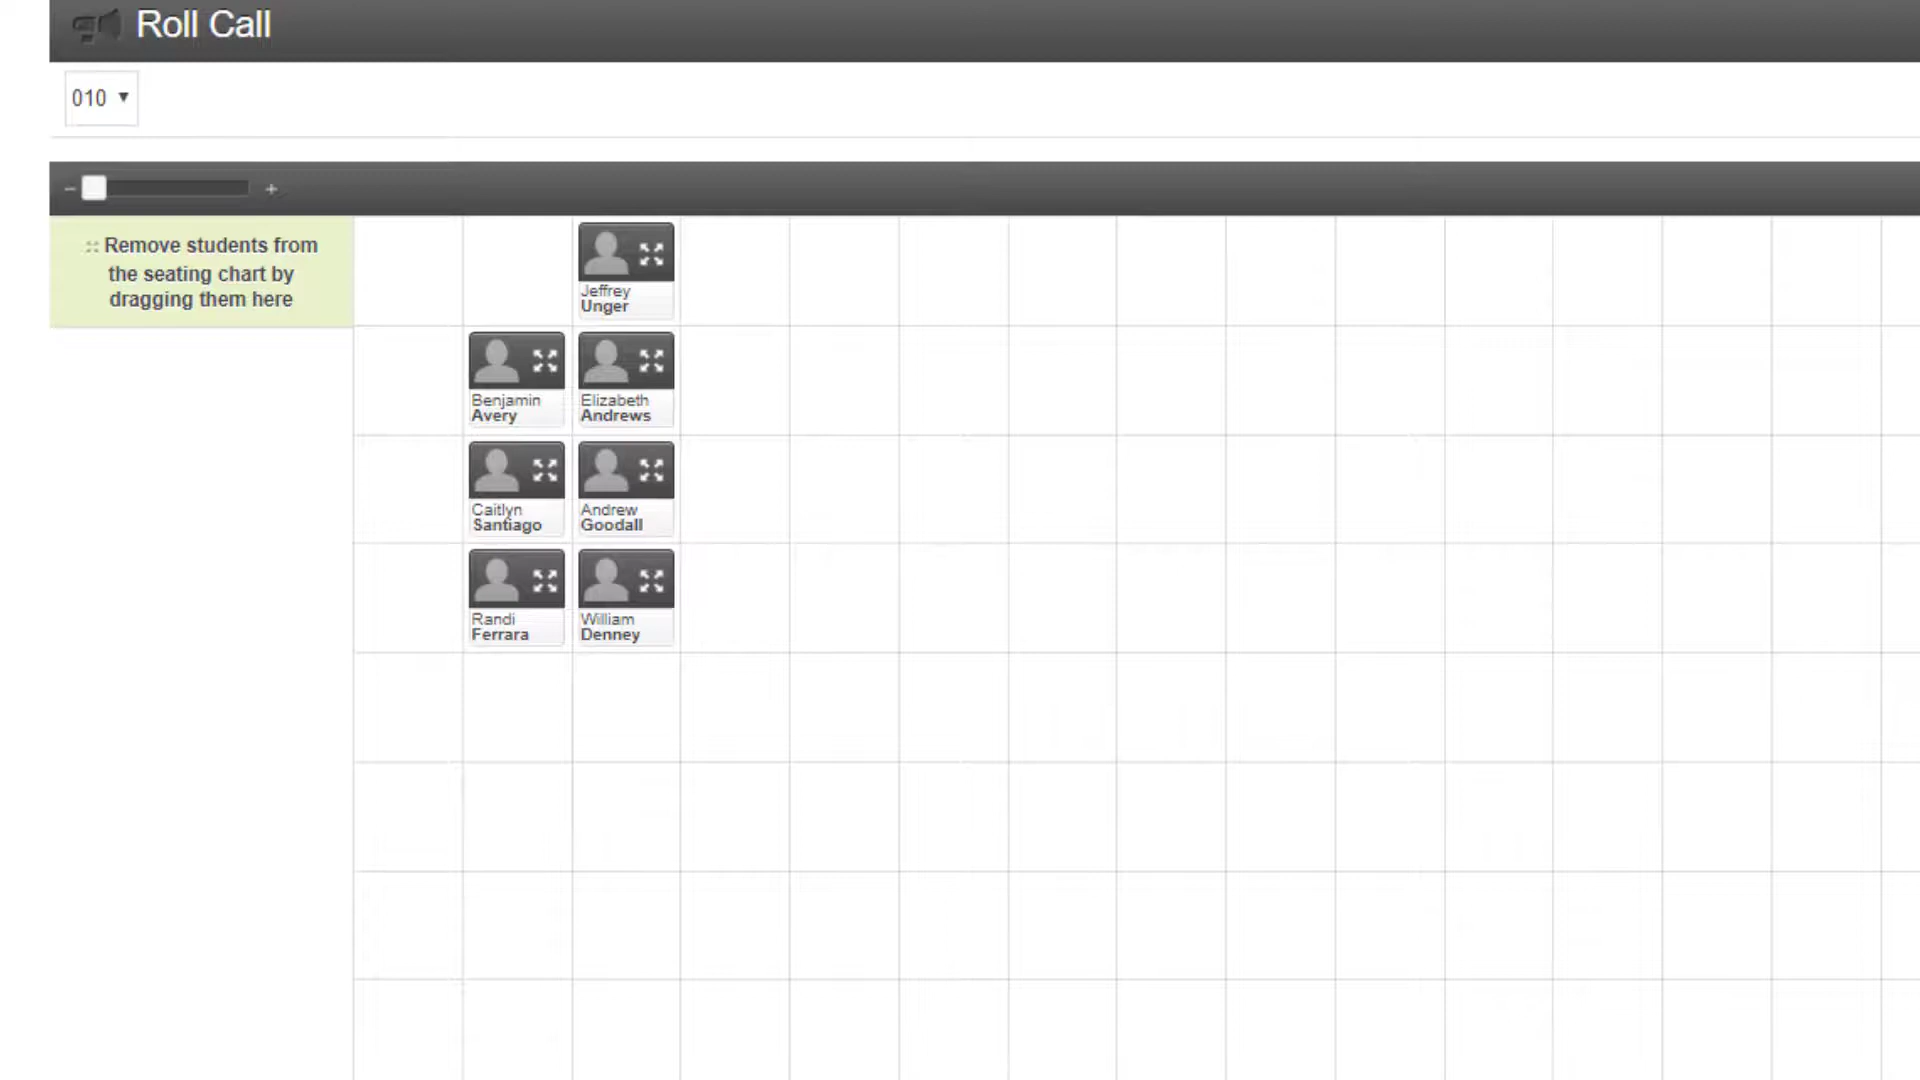 Roll Call
010
Remove students from
the seating chart by
dragging them here
Jeffrey
Unger
Benjamin
Avery
Elizabeth
Andrews
Caitlyn
Santiago
Andrew
Goodall
Randi
Ferrara
William
Denney